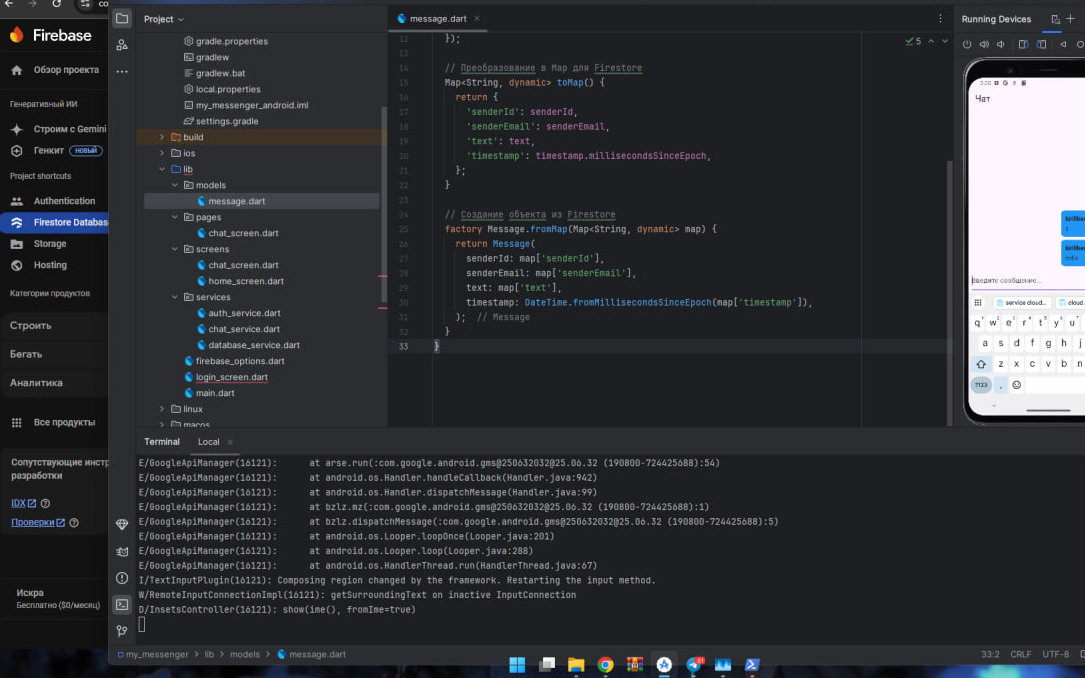 Firebase
Обзор проекта
Генеративный ИИ
Строим с Gemini
Генкит НОВЫЙ
Project shortcuts
Authentication
Firestore Databas
Storage
Hosting
Категории продуктов
Строить
Бегать
Аналитика
Все продукты
Сопутствующие инстр
разработки
IDX
Проверки
Искра
Бесплатно ($0/месяц)
Project
gradle.properties
gradlew
gradlew.bat
local.properties
my_messenger_android.iml
settings.gradle
build
ios
lib
models
message.dart
pages
chat_screen.dart
screens
chat_screen.dart
home_screen.dart
services
auth_service.dart
chat_service.dart
database_service.dart
firebase_options.dart
login_screen.dart
main.dart
linux
macos
message.dart
5
12 });
13
14 // Преобразование в Map для Firestore
15 Map<String, dynamic> toMap() {
16 return {
17 'senderId': senderId,
18 'senderEmail': senderEmail,
19 'text': text,
20 'timestamp': timestamp.millisecondsSinceEpoch,
21 };
22 }
23
24 // Создание объекта из Firestore
25 factory Message.fromMap(Map<String, dynamic> map) {
26 return Message(
27 senderId: map['senderId'],
28 senderEmail: map['senderEmail'],
29 text: map['text'],
30 timestamp: DateTime.fromMillisecondsSinceEpoch(map['timestamp']),
31 ); // Message
32 }
33 }
Running Devices
Чат
Введите сообщение...
service cloud...
cloud.
q w e r t y u
a s d f g h j
z x c v b n
?123 ,
Terminal Local
E/GoogleApiManager(16121): at arse.run(:com.google.android.gms@250632032@25.06.32 (190800-724425688):54)
E/GoogleApiManager(16121): at android.os.Handler.handleCallback(Handler.java:942)
E/GoogleApiManager(16121): at android.os.Handler.dispatchMessage(Handler.java:99)
E/GoogleApiManager(16121): at bzlz.mz(:com.google.android.gms@250632032@25.06.32 (190800-724425688):1)
E/GoogleApiManager(16121): at bzlz.dispatchMessage(:com.google.android.gms@250632032@25.06.32 (190800-724425688):5)
E/GoogleApiManager(16121): at android.os.Looper.loopOnce(Looper.java:201)
E/GoogleApiManager(16121): at android.os.Looper.loop(Looper.java:288)
E/GoogleApiManager(16121): at android.os.HandlerThread.run(HandlerThread.java:67)
I/TextInputPlugin(16121): Composing region changed by the framework. Restarting the input method.
W/RemoteInputConnectionImpl(16121): getSurroundingText on inactive InputConnection
D/InsetsController(16121): show(ime(), fromIme=true)
my_messenger > lib > models > message.dart
33:2 CRLF UTF-8